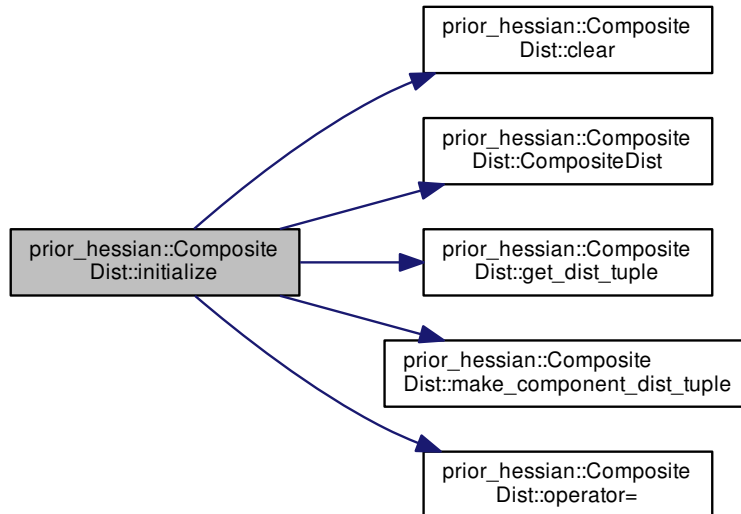 prior_hessian::Composite
Dist::clear
prior_hessian::Composite
Dist::CompositeDist
prior_hessian::Composite
Dist::initialize
prior_hessian::Composite
Dist::get_dist_tuple
prior_hessian::Composite
Dist::make_component_dist_tuple
prior_hessian::Composite
Dist::operator=